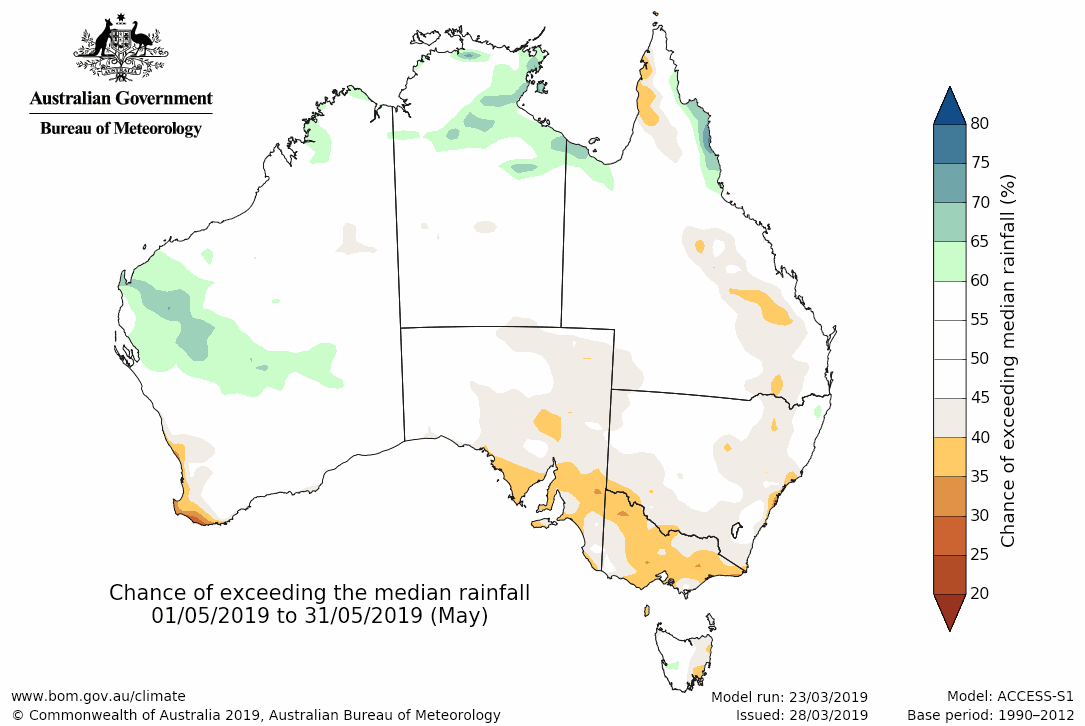 Australian Government
Bureau of Meteorology
80
75
70
65
60
55
50
45
40
35
30
25
20
Chance of exceeding median rainfall (%)
Chance of exceeding the median rainfall
01/05/2019 to 31/05/2019 (May)
www.bom.gov.au/climate
© Commonwealth of Australia 2019, Australian Bureau of Meteorology
Model run: 23/03/2019
Issued: 28/03/2019
Model: ACCESS-S1
Base period: 1990–2012